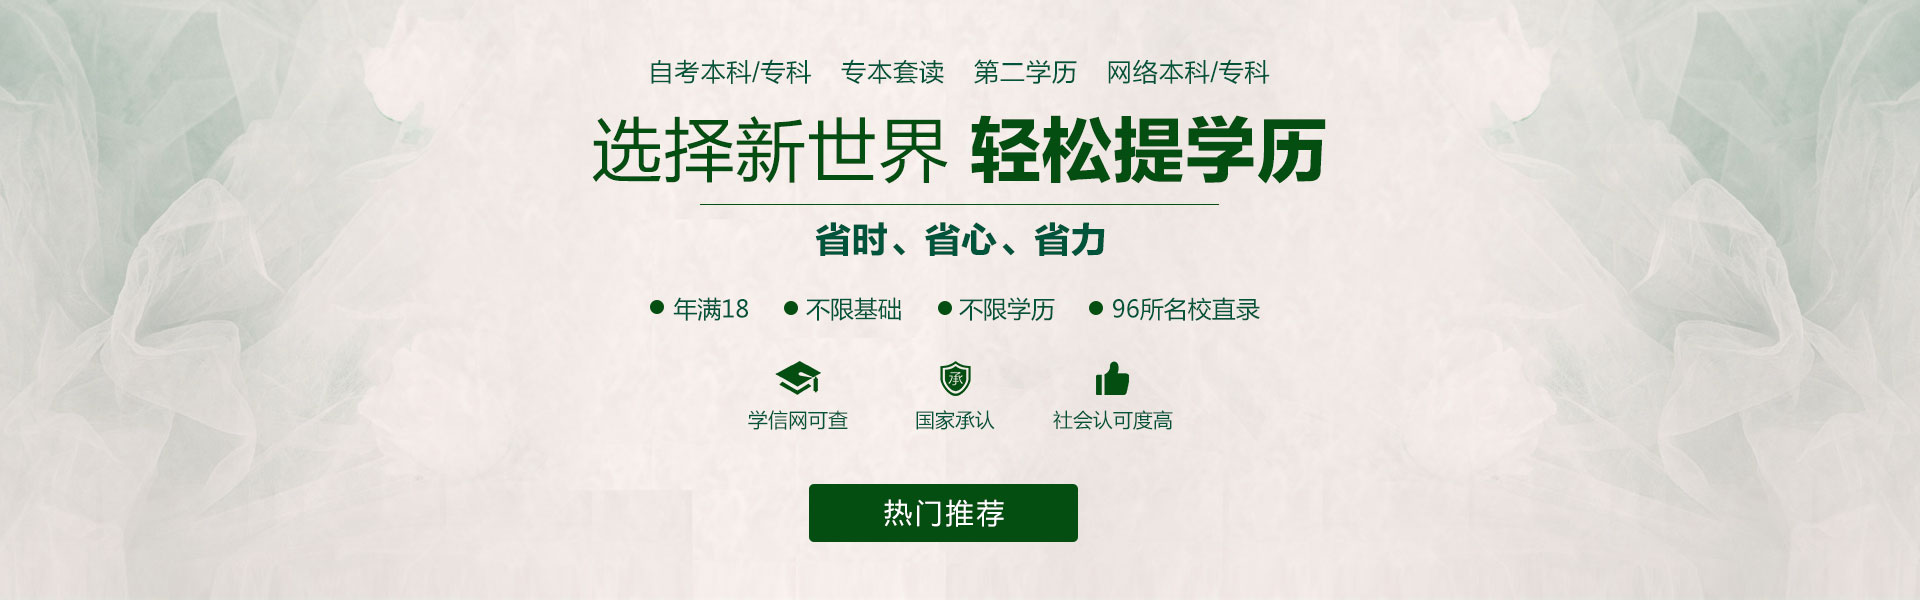 自考本科/专科 专本套读 第二学历 网络本科/专科
选择新世界 轻松提学历
省时、省心、省力
● 年满18 ● 不限基础 ● 不限学历 ● 96所名校直录
承
学信网可查 国家承认 社会认可度高
热门推荐